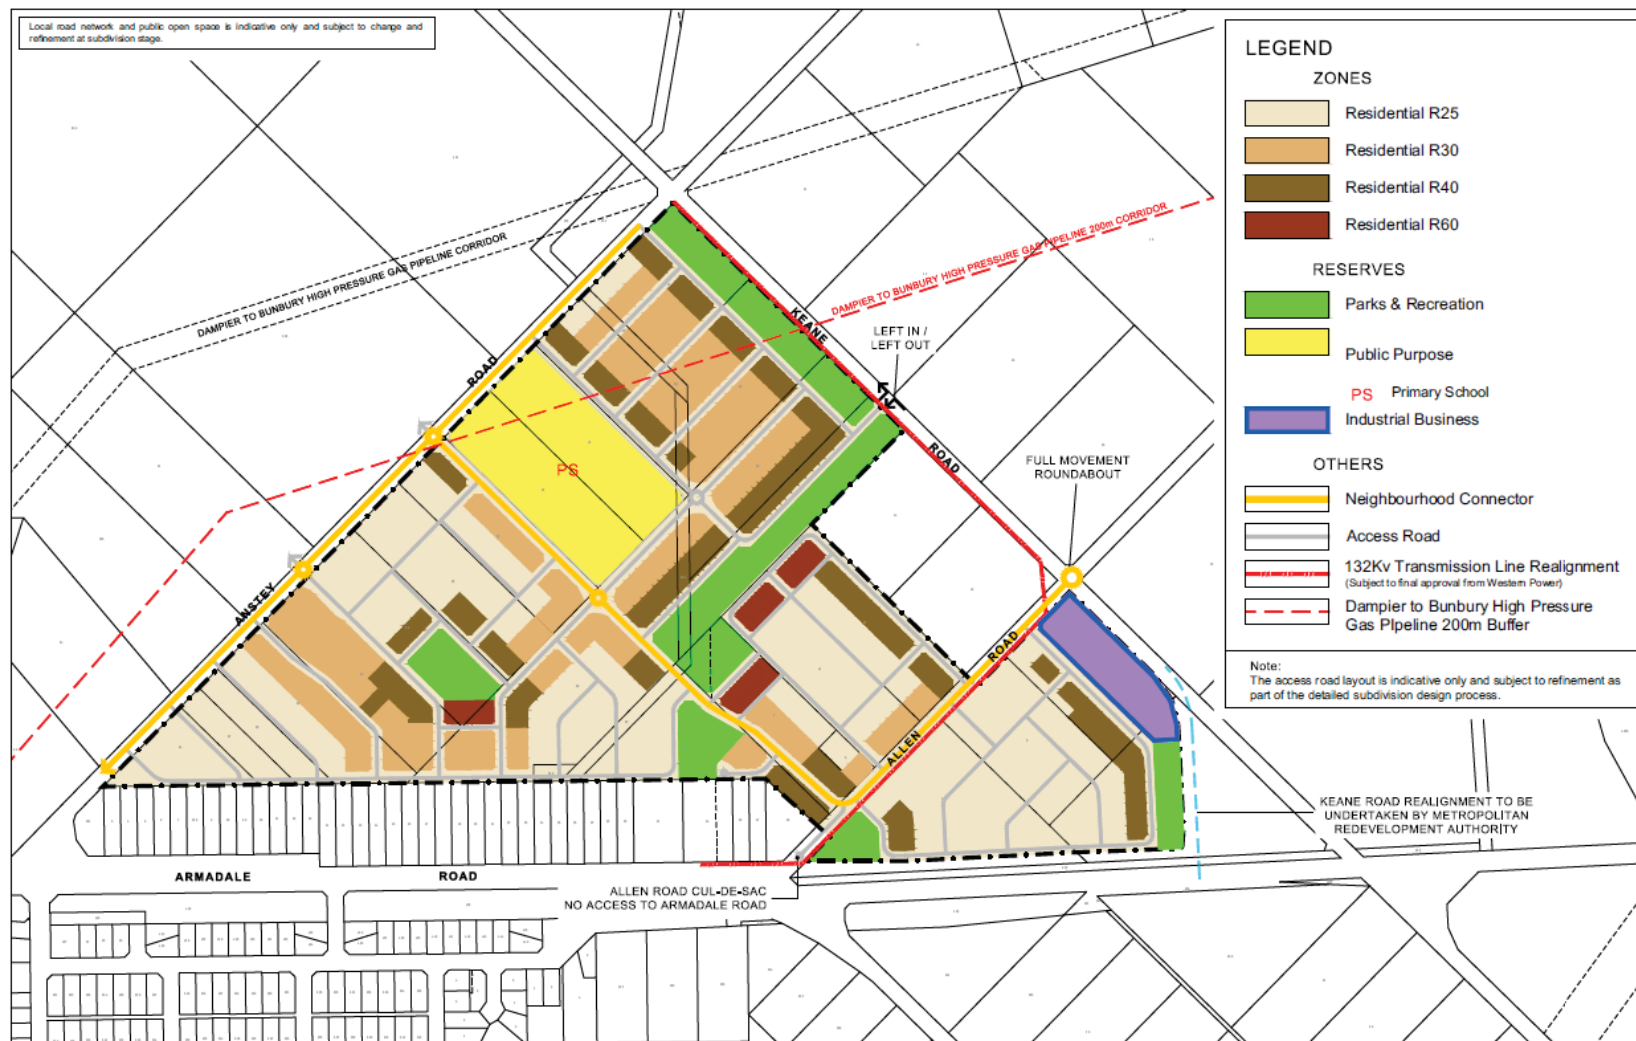 Local road network and public open space is indicative only and subject to change and
refinement at subdivision stage.
DAMPIER TO BUNBURY HIGH PRESSURE GAS PIPELINE CORRIDOR
DAMPIER TO BUNBURY HIGH PRESSURE GAS PIPELINE 200m CORRIDOR
KEANE
ROAD
LEFT IN /
LEFT OUT
FULL MOVEMENT
ROUNDABOUT
ANSTEY
ROAD
PS
ALLEN
ROAD
KEANE ROAD REALIGNMENT TO BE
UNDERTAKEN BY METROPOLITAN
REDEVELOPMENT AUTHORITY
ARMADALE
ROAD
ALLEN ROAD CUL-DE-SAC
NO ACCESS TO ARMADALE ROAD
LEGEND
ZONES
Residential R25
Residential R30
Residential R40
Residential R60
RESERVES
Parks & Recreation
Public Purpose
PS Primary School
Industrial Business
OTHERS
Neighbourhood Connector
Access Road
132Kv Transmission Line Realignment
(Subject to final approval from Western Power)
Dampier to Bunbury High Pressure
Gas PIpeline 200m Buffer
Note:
The access road layout is indicative only and subject to refinement as
part of the detailed subdivision design process.